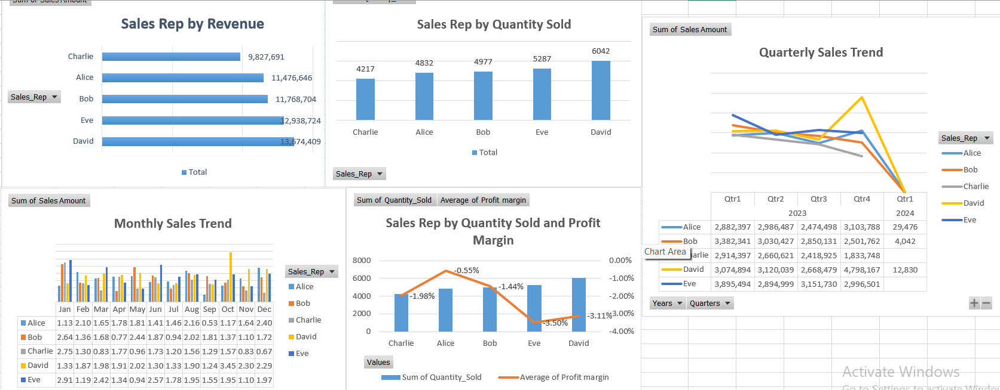 Sum of Sales Amount
Sales Rep by Revenue
Charlie 9,827,691
Alice 11,476,646
Sales_Rep
Bob 11,768,704
Eve 12,938,724
David 13,674,409
Total
Sales Rep by Quantity Sold
4217 4832 4977 5287 6042
Charlie Alice Bob Eve David
Total
Sales_Rep
Sum of Sales Amount
Quarterly Sales Trend
Sales_Rep
Alice
Bob
Charlie
David
Eve
Qtr1 Qtr2 Qtr3 Qtr4 Qtr1
2023 2024
Alice 2,882,397 2,986,487 2,474,498 3,103,788 29,476
Bob 3,382,341 3,030,427 2,850,131 2,501,762 4,042
Chart Area
arlie 2,914,397 2,660,621 2,418,925 1,833,748
David 3,074,894 3,120,039 2,668,479 4,798,167 12,830
Eve 3,895,494 2,894,999 3,151,730 2,996,501
Years Quarters
Sum of Sales Amount
Monthly Sales Trend
Sales_Rep
Alice
Bob
Charlie
David
Eve
Jan Feb Mar Apr May Jun Jul Aug Sep Oct Nov Dec
Alice 1.13 2.10 1.65 1.78 1.81 1.41 1.46 2.16 0.53 1.17 1.64 2.40
Bob 2.64 1.36 1.68 0.77 2.44 1.87 0.94 2.02 1.81 1.37 1.10 1.72
Charlie 2.75 1.30 0.83 1.77 0.96 1.73 1.20 1.56 1.29 1.57 0.83 0.67
David 1.33 1.87 1.98 1.91 2.02 1.30 1.33 1.90 1.24 3.45 2.30 2.29
Eve 2.91 1.19 2.42 1.34 0.94 2.57 1.78 1.95 1.55 1.95 1.10 1.97
Sum of Quantity_Sold Average of Profit margin
Sales Rep by Quantity Sold and Profit
Margin
8000 0.00%
-0.55%
6000 -1.00%
-1.44%
4000 -1.98% -2.00%
2000 -3.00%
-3.11%
-3.50%
0 -4.00%
Charlie Alice Bob Eve David
Values
Sum of Quantity_Sold Average of Profit margin
Activate Windows
Go to Settings to activate Windo